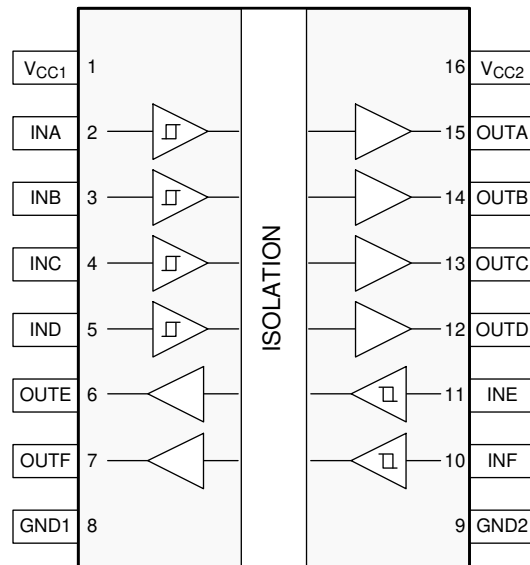 VCC1 1 16 VCC2
INA 2 15 OUTA
INB 3 14 OUTB
INC 4 13 OUTC
IND 5 12 OUTD
OUTE 6 11 INE
OUTF 7 10 INF
GND1 8 9 GND2
ISOLATION